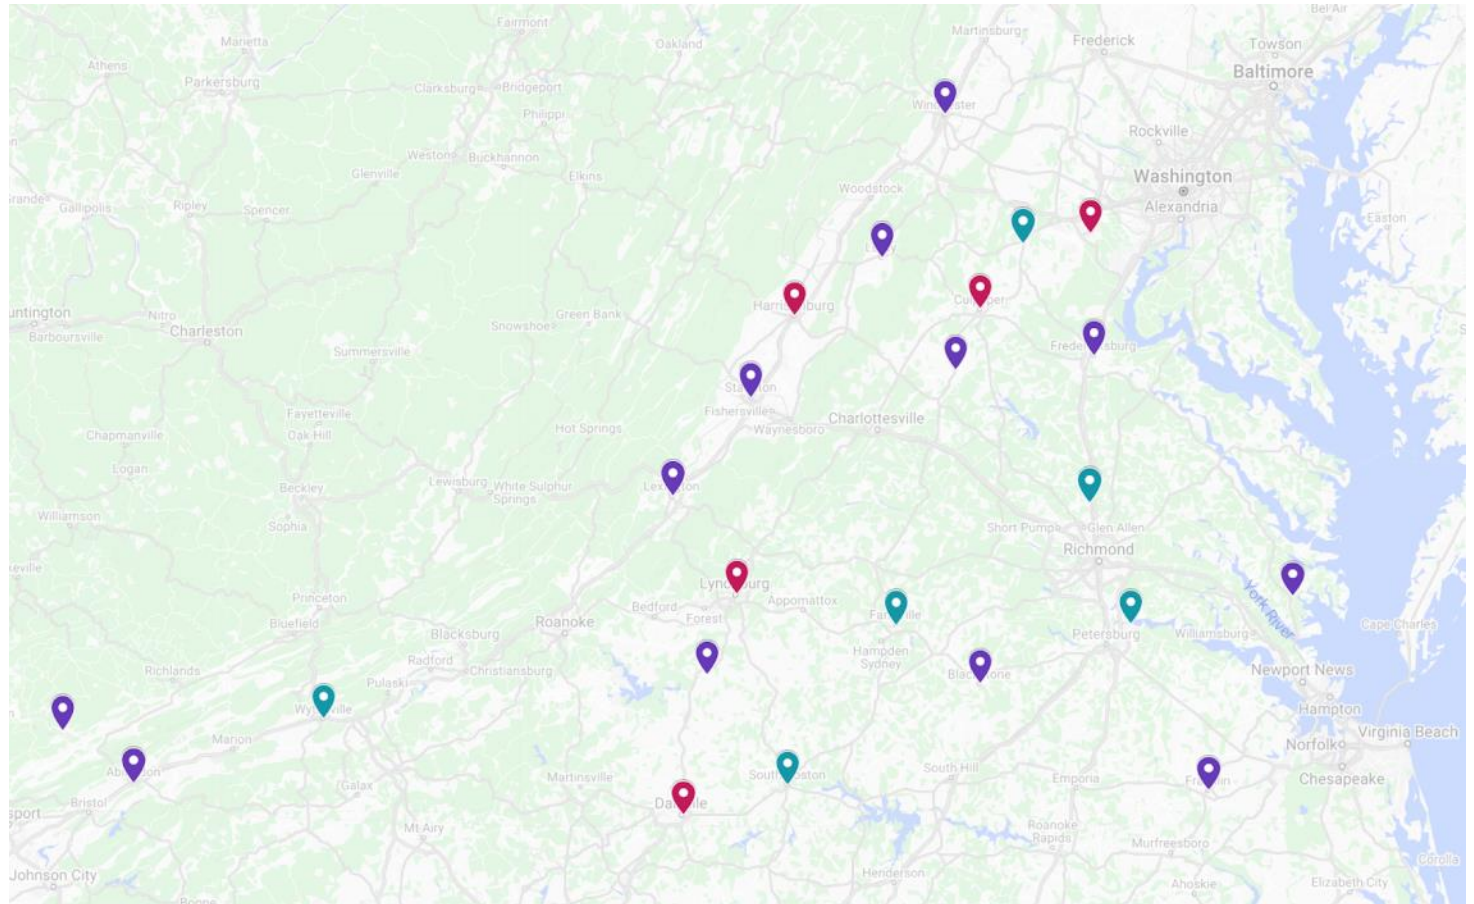 Fairmont
Bel Air
Marietta
Oakland
Martinsburg
Frederick
Towson
Athens
Parkersburg
Clarksburg
Bridgeport
Baltimore
Philippi
Rockville
Weston
Buckhannon
Glenville
Elkins
Washington
Woodstock
Gallipolis
Ripley
Spencer
Alexandria
Easton
Nitro
Green Bank
Charleston
Snowshoe
Barboursville
Summersville
Fayetteville
Oak Hill
Fishersville
Charlottesville
Waynesboro
Chapmanville
Hot Springs
Logan
Beckley
Lewisburg
White Sulphur
Springs
Williamson
Sophia
Short Pump
Glen Allen
Richmond
Princeton
Bedford
Forest
Appomattox
York River
Bluefield
Roanoke
Blacksburg
Petersburg
Williamsburg
Cape Charles
Hampden
Sydney
Richlands
Radford
Christiansburg
Pulaski
Newport News
Hampton
Marion
Virginia Beach
Norfolk
Chesapeake
Galax
Martinsville
South Hill
Emporia
Bristol
Mt Airy
Roanoke
Rapids
Murfreesboro
Corolla
Johnson City
Henderson
Ahoskie
Elizabeth City
Boone